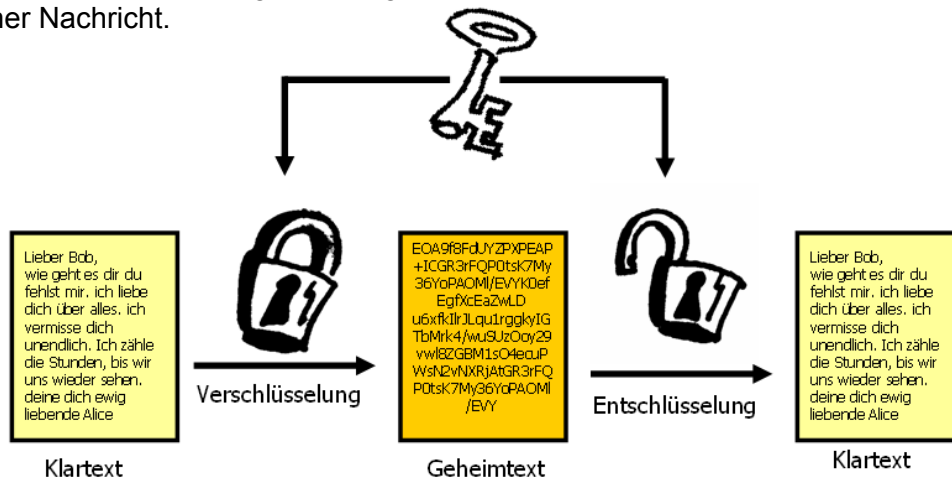 ner Nachricht.
Lieber Bob,
wie geht es dir du
fehlst mir. ich liebe
dich über alles. ich
vermisse dich
unendlich. Ich zähle
die Stunden, bis wir
uns wieder sehen.
deine dich ewig
liebende Alice
Klartext
Verschlüsselung
EOA9f8FdUYZPXPEAP
+ICGR3rFQP0tsK7My
36YoPAOMl/EVYK0ef
EgfXcEaZwLD
u6xfkIlrJLqu1rggkyIG
TbMrk4/wuSUzOoy29
vwl8ZGBM1sO4ecuP
WsN2vNXRjAtGR3rFQ
P0tsK7My36YoPAOMl
/EVY
Geheimtext
Entschlüsselung
Lieber Bob,
wie geht es dir du
fehlst mir. ich liebe
dich über alles. ich
vermisse dich
unendlich. Ich zähle
die Stunden, bis wir
uns wieder sehen.
deine dich ewig
liebende Alice
Klartext